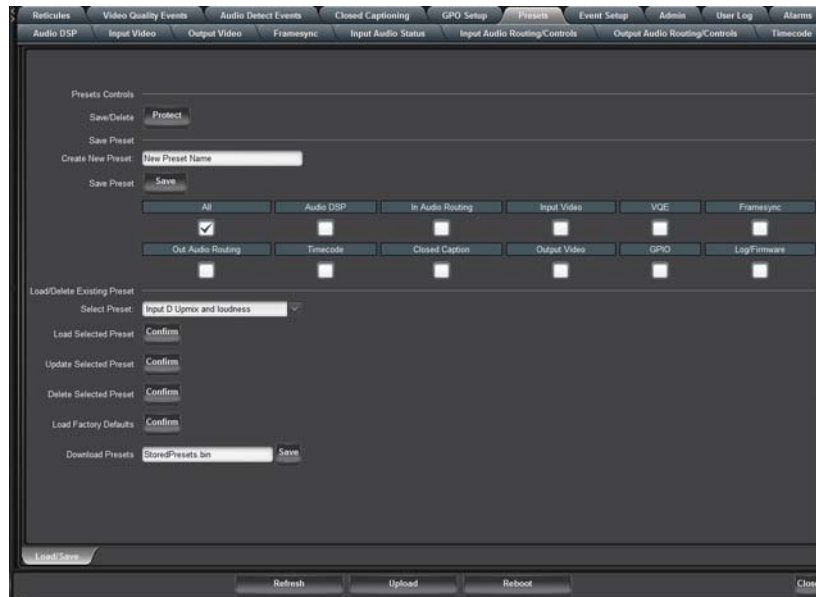 Reticules Video Quality Events Audio Detect Events Closed Captioning GPO Setup Presets Event Setup Admin User Log Alarms
Audio DSP Input Video Output Video Framesync Input Audio Status Input Audio Routing/Controls Output Audio Routing/Controls Timecode
Presets Controls
Save/Delete Protect
Save Preset
Create New Preset: New Preset Name
Save Preset Save
All Audio DSP In Audio Routing Input Video VQE Framesync
Out Audio Routing Timecode Closed Caption Output Video GPIO Log/Firmware
Load/Delete Existing Preset
Select Preset: Input D Upmix and loudness
Load Selected Preset Confirm
Update Selected Preset Confirm
Delete Selected Preset Confirm
Load Factory Defaults Confirm
Download Presets StoredPresets.bin Save
Load/Save
Refresh Upload Reboot Clos